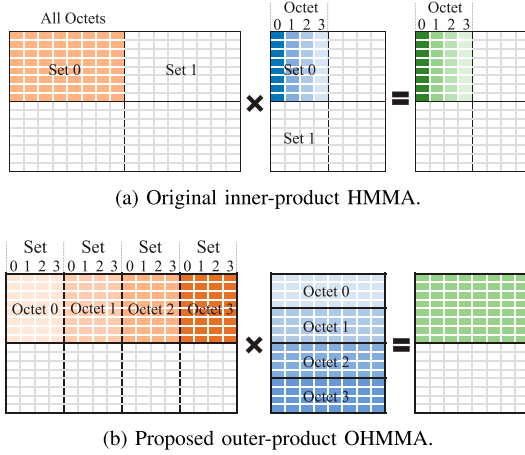 All Octets
Octet
Octet
0 1 2 3
0 1 2 3
Set 0
Set 1
Set 0
×
=
Set 1
(a) Original inner-product HMMA.
Set
Set
Set
Set
0 1 2 3
0 1 2 3
0 1 2 3
0 1 2 3
Octet 0
Octet 1
Octet 2
Octet 3
Octet 0
Octet 1
Octet 2
Octet 3
×
=
(b) Proposed outer-product OHMMA.